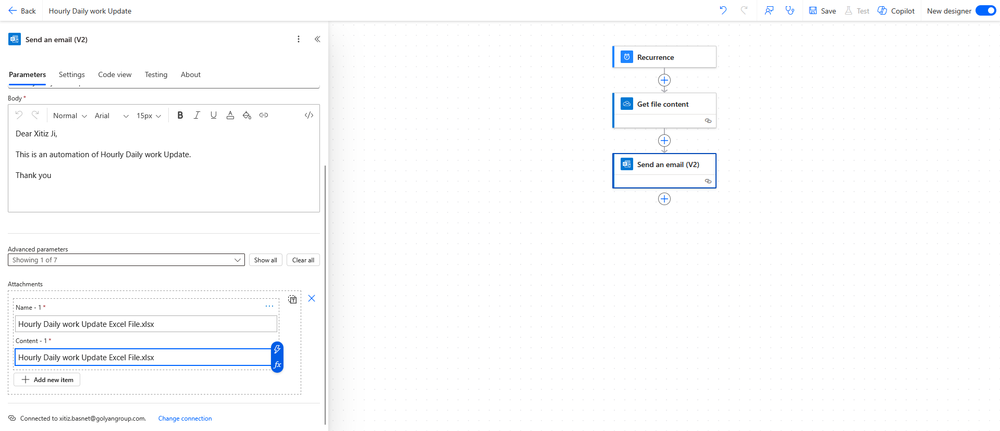 Back
Hourly Daily work Update
Save
Test
Copilot
New designer
Send an email (V2)
Parameters
Settings
Code view
Testing
About
Body *
Normal
Arial
15px
B
I
U
A
</>
Dear Xitiz Ji,
This is an automation of Hourly Daily work Update.
Thank you
Advanced parameters
Showing 1 of 7
Show all
Clear all
Attachments
Name - 1 *
Hourly Daily work Update Excel File.xlsx
Content - 1 *
Hourly Daily work Update Excel File.xlsx
fx
Add new item
Connected to xitiz.basnet@golyangroup.com.
Change connection
Recurrence
Get file content
Send an email (V2)